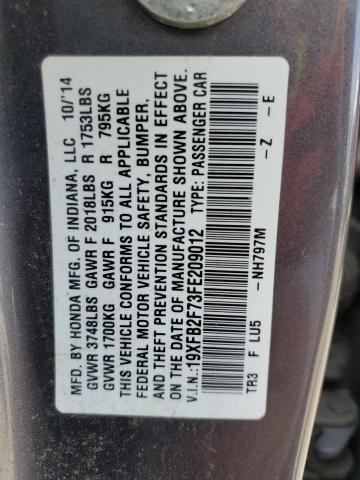 MFD. BY HONDA MFG. OF INDIANA, LLC 10/'14
GVWR 3748LBS GAWR F 2018LBS R 1753LBS
GVWR 1700KG GAWR F 915KG R 795KG
THIS VEHICLE CONFORMS TO ALL APPLICABLE
FEDERAL MOTOR VEHICLE SAFETY, BUMPER,
AND THEFT PREVENTION STANDARDS IN EFFECT
ON THE DATE OF MANUFACTURE SHOWN ABOVE.
V.I.N.:19XFB2F73FE209012 TYPE: PASSENGER CAR
TR3 F LU5 -NH797M -Z -E